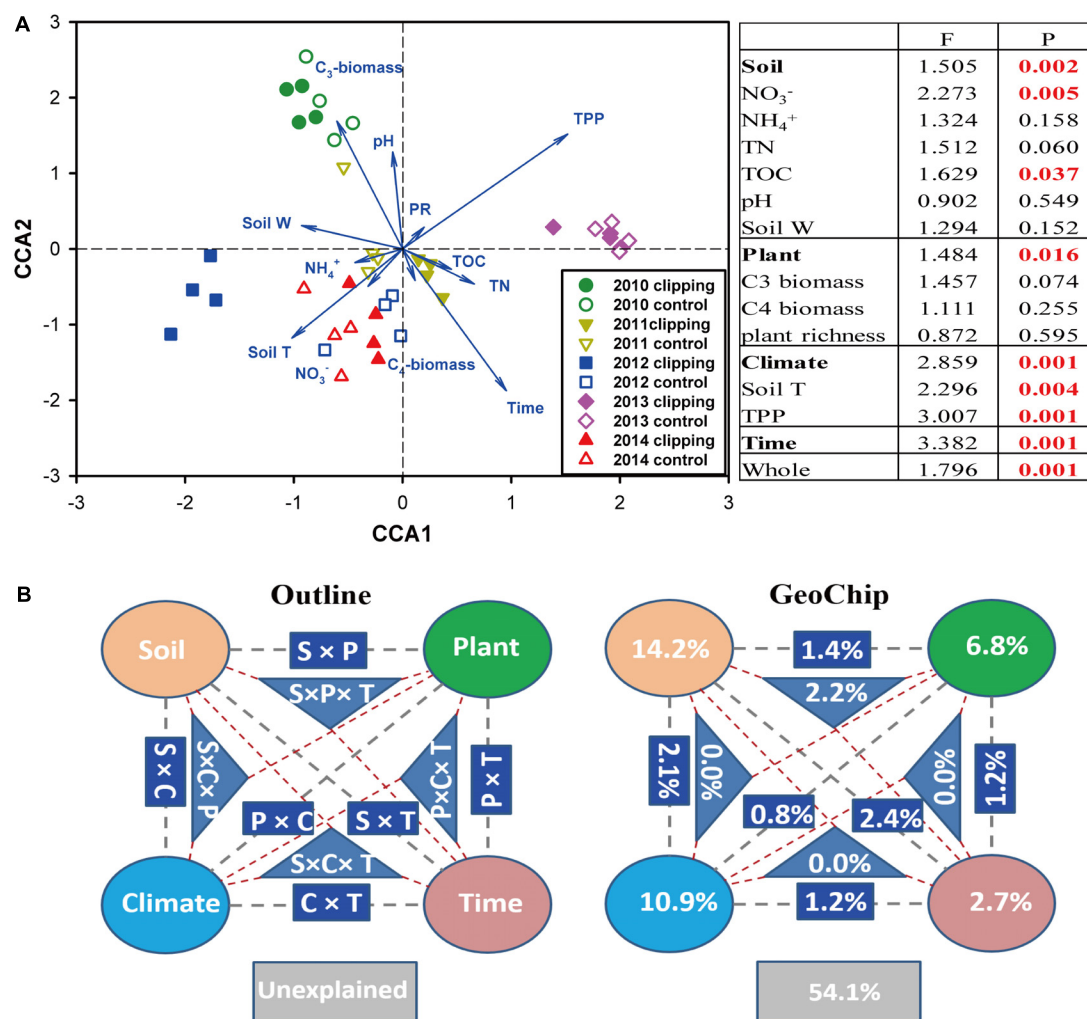 A
3
2
1
0
-1
-2
-3
CCA2
-3
-2
-1
0
1
2
3
CCA1
C3-biomass
pH
TPP
PR
Soil W
NH4+
TOC
TN
Soil T
NO3-
C4-biomass
Time
2010 clipping
2010 control
2011clipping
2011 control
2012 clipping
2012 control
2013 clipping
2013 control
2014 clipping
2014 control
F P
Soil 1.505 0.002
NO3- 2.273 0.005
NH4+ 1.324 0.158
TN 1.512 0.060
TOC 1.629 0.037
pH 0.902 0.549
Soil W 1.294 0.152
Plant 1.484 0.016
C3 biomass 1.457 0.074
C4 biomass 1.111 0.255
plant richness 0.872 0.595
Climate 2.859 0.001
Soil T 2.296 0.004
TPP 3.007 0.001
Time 3.382 0.001
Whole 1.796 0.001
B
Outline
Soil
S × P
Plant
S×P× T
S × C
S×C× P
P × C
S × T
P×C× T
P × T
S×C× T
Climate
C × T
Time
Unexplained
GeoChip
14.2%
1.4%
6.8%
2.2%
2.1%
0.0%
0.8%
2.4%
0.0%
1.2%
0.0%
10.9%
1.2%
2.7%
54.1%